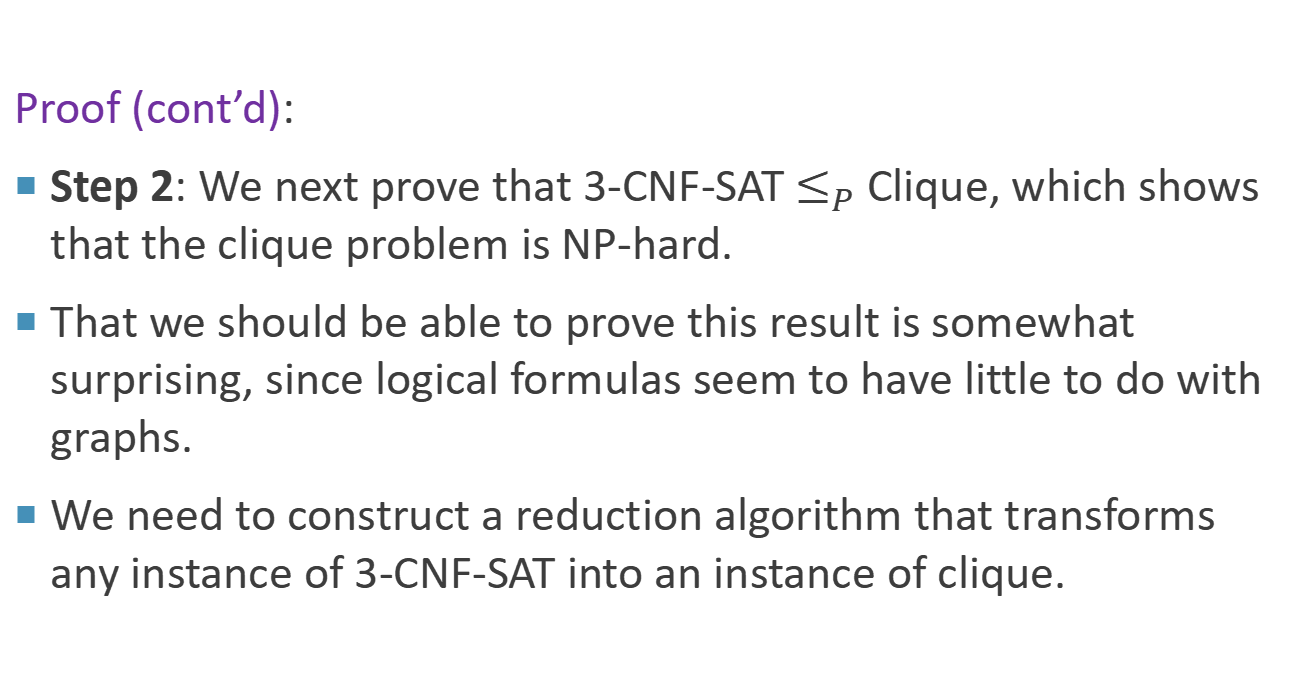 Proof (cont’d):
▪ Step 2: We next prove that 3-CNF-SAT ≤P Clique, which shows
that the clique problem is NP-hard.
▪ That we should be able to prove this result is somewhat
surprising, since logical formulas seem to have little to do with
graphs.
▪ We need to construct a reduction algorithm that transforms
any instance of 3-CNF-SAT into an instance of clique.